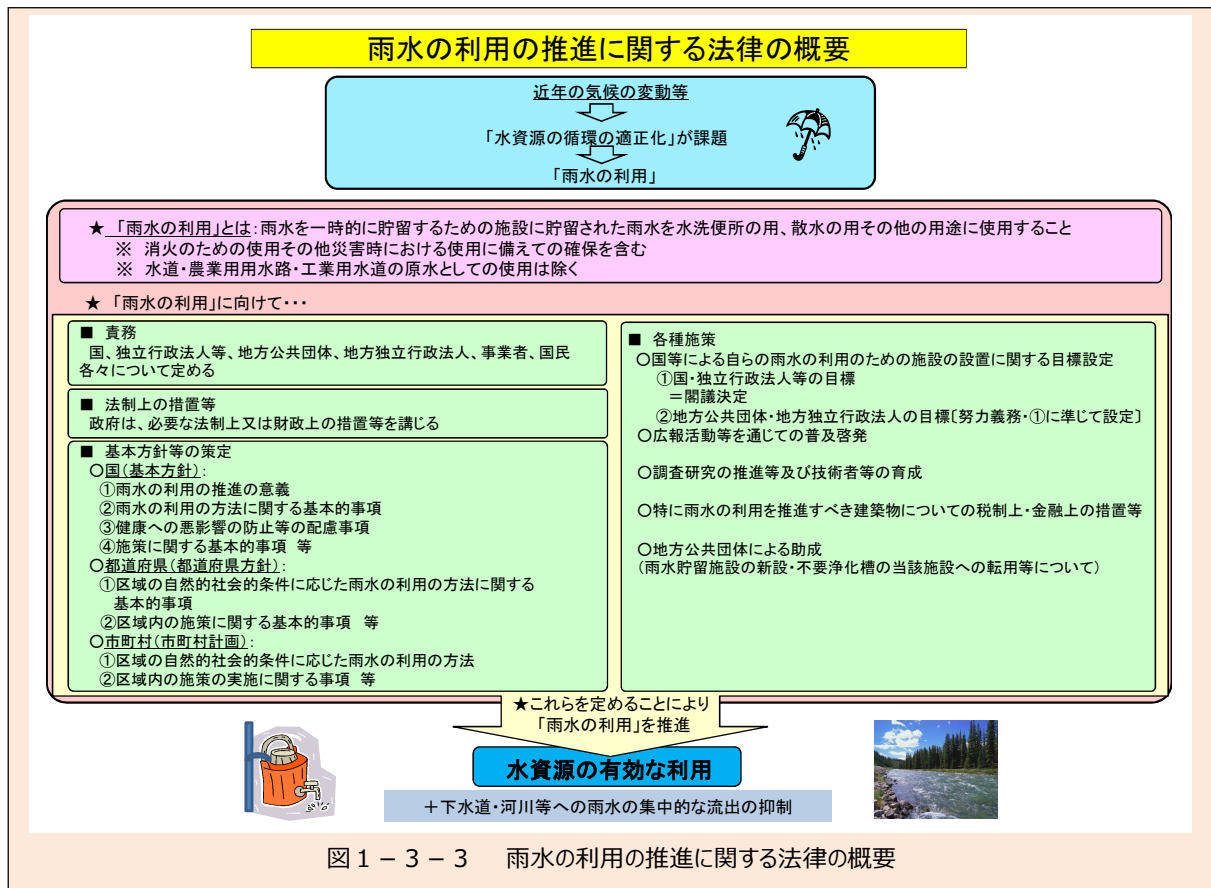 雨水の利用の推進に関する法律の概要
近年の気候の変動等
「水資源の循環の適正化」が課題
「雨水の利用」
★ 「雨水の利用」とは:雨水を一時的に貯留するための施設に貯留された雨水を水洗便所の用、散水の用その他の用途に使用すること
※ 消火のための使用その他災害時における使用に備えての確保を含む
※ 水道・農業用用水路・工業用水道の原水としての使用は除く
★ 「雨水の利用」に向けて・・・
■ 責務
国、独立行政法人等、地方公共団体、地方独立行政法人、事業者、国民
各々について定める
■ 法制上の措置等
政府は、必要な法制上又は財政上の措置等を講じる
■ 基本方針等の策定
○国(基本方針):
①雨水の利用の推進の意義
②雨水の利用の方法に関する基本的事項
③健康への悪影響の防止等の配慮事項
④施策に関する基本的事項 等
○都道府県(都道府県方針):
①区域の自然的社会的条件に応じた雨水の利用の方法に関する
基本的事項
②区域内の施策に関する基本的事項 等
○市町村(市町村計画):
①区域の自然的社会的条件に応じた雨水の利用の方法
②区域内の施策の実施に関する事項 等
■ 各種施策
○国等による自らの雨水の利用のための施設の設置に関する目標設定
①国・独立行政法人等の目標
=閣議決定
②地方公共団体・地方独立行政法人の目標〔努力義務・①に準じて設定〕
○広報活動等を通じての普及啓発
○調査研究の推進等及び技術者等の育成
○特に雨水の利用を推進すべき建築物についての税制上・金融上の措置等
○地方公共団体による助成
(雨水貯留施設の新設・不要浄化槽の当該施設への転用等について)
★これらを定めることにより
「雨水の利用」を推進
水資源の有効な利用
+下水道・河川等への雨水の集中的な流出の抑制
図1-3-3 雨水の利用の推進に関する法律の概要